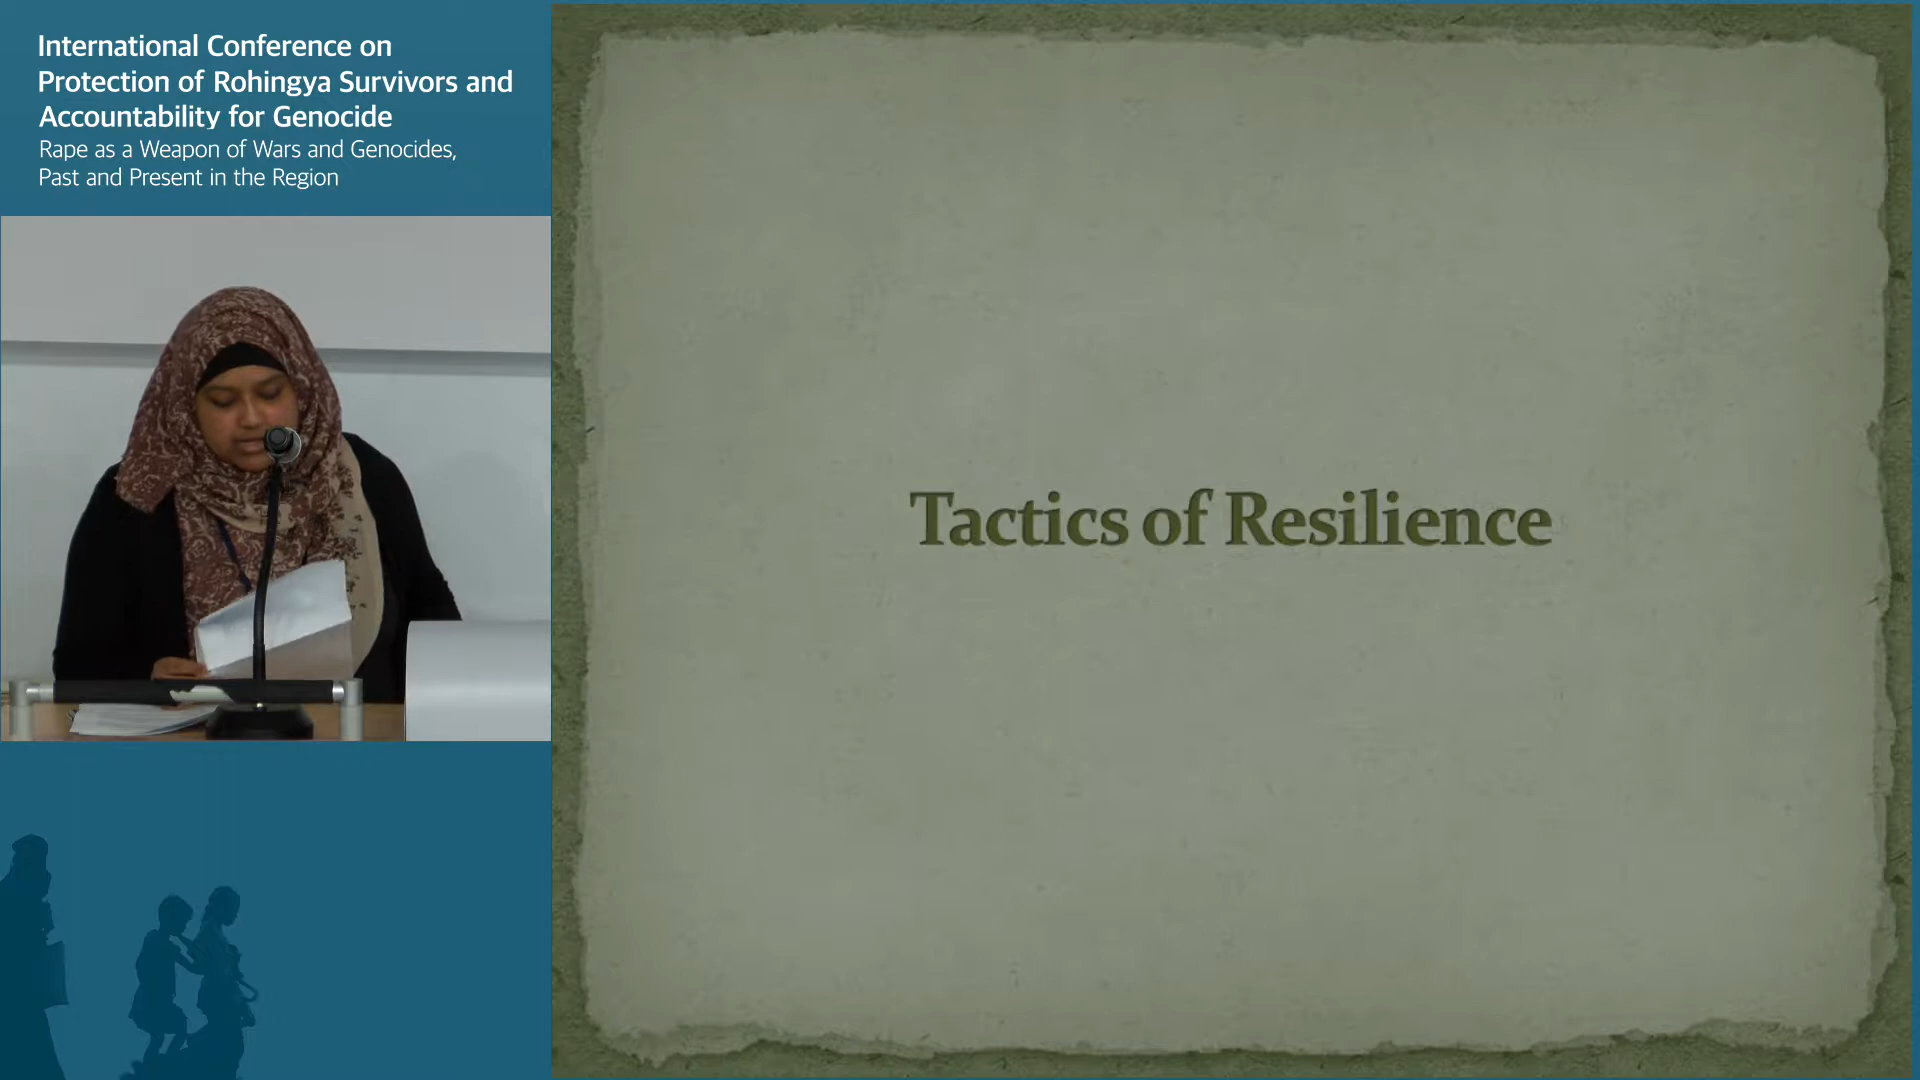 International Conference on
Protection of Rohingya Survivors and
Accountability for Genocide
Rape as a Weapon of Wars and Genocides,
Past and Present in the Region
Tactics of Resilience